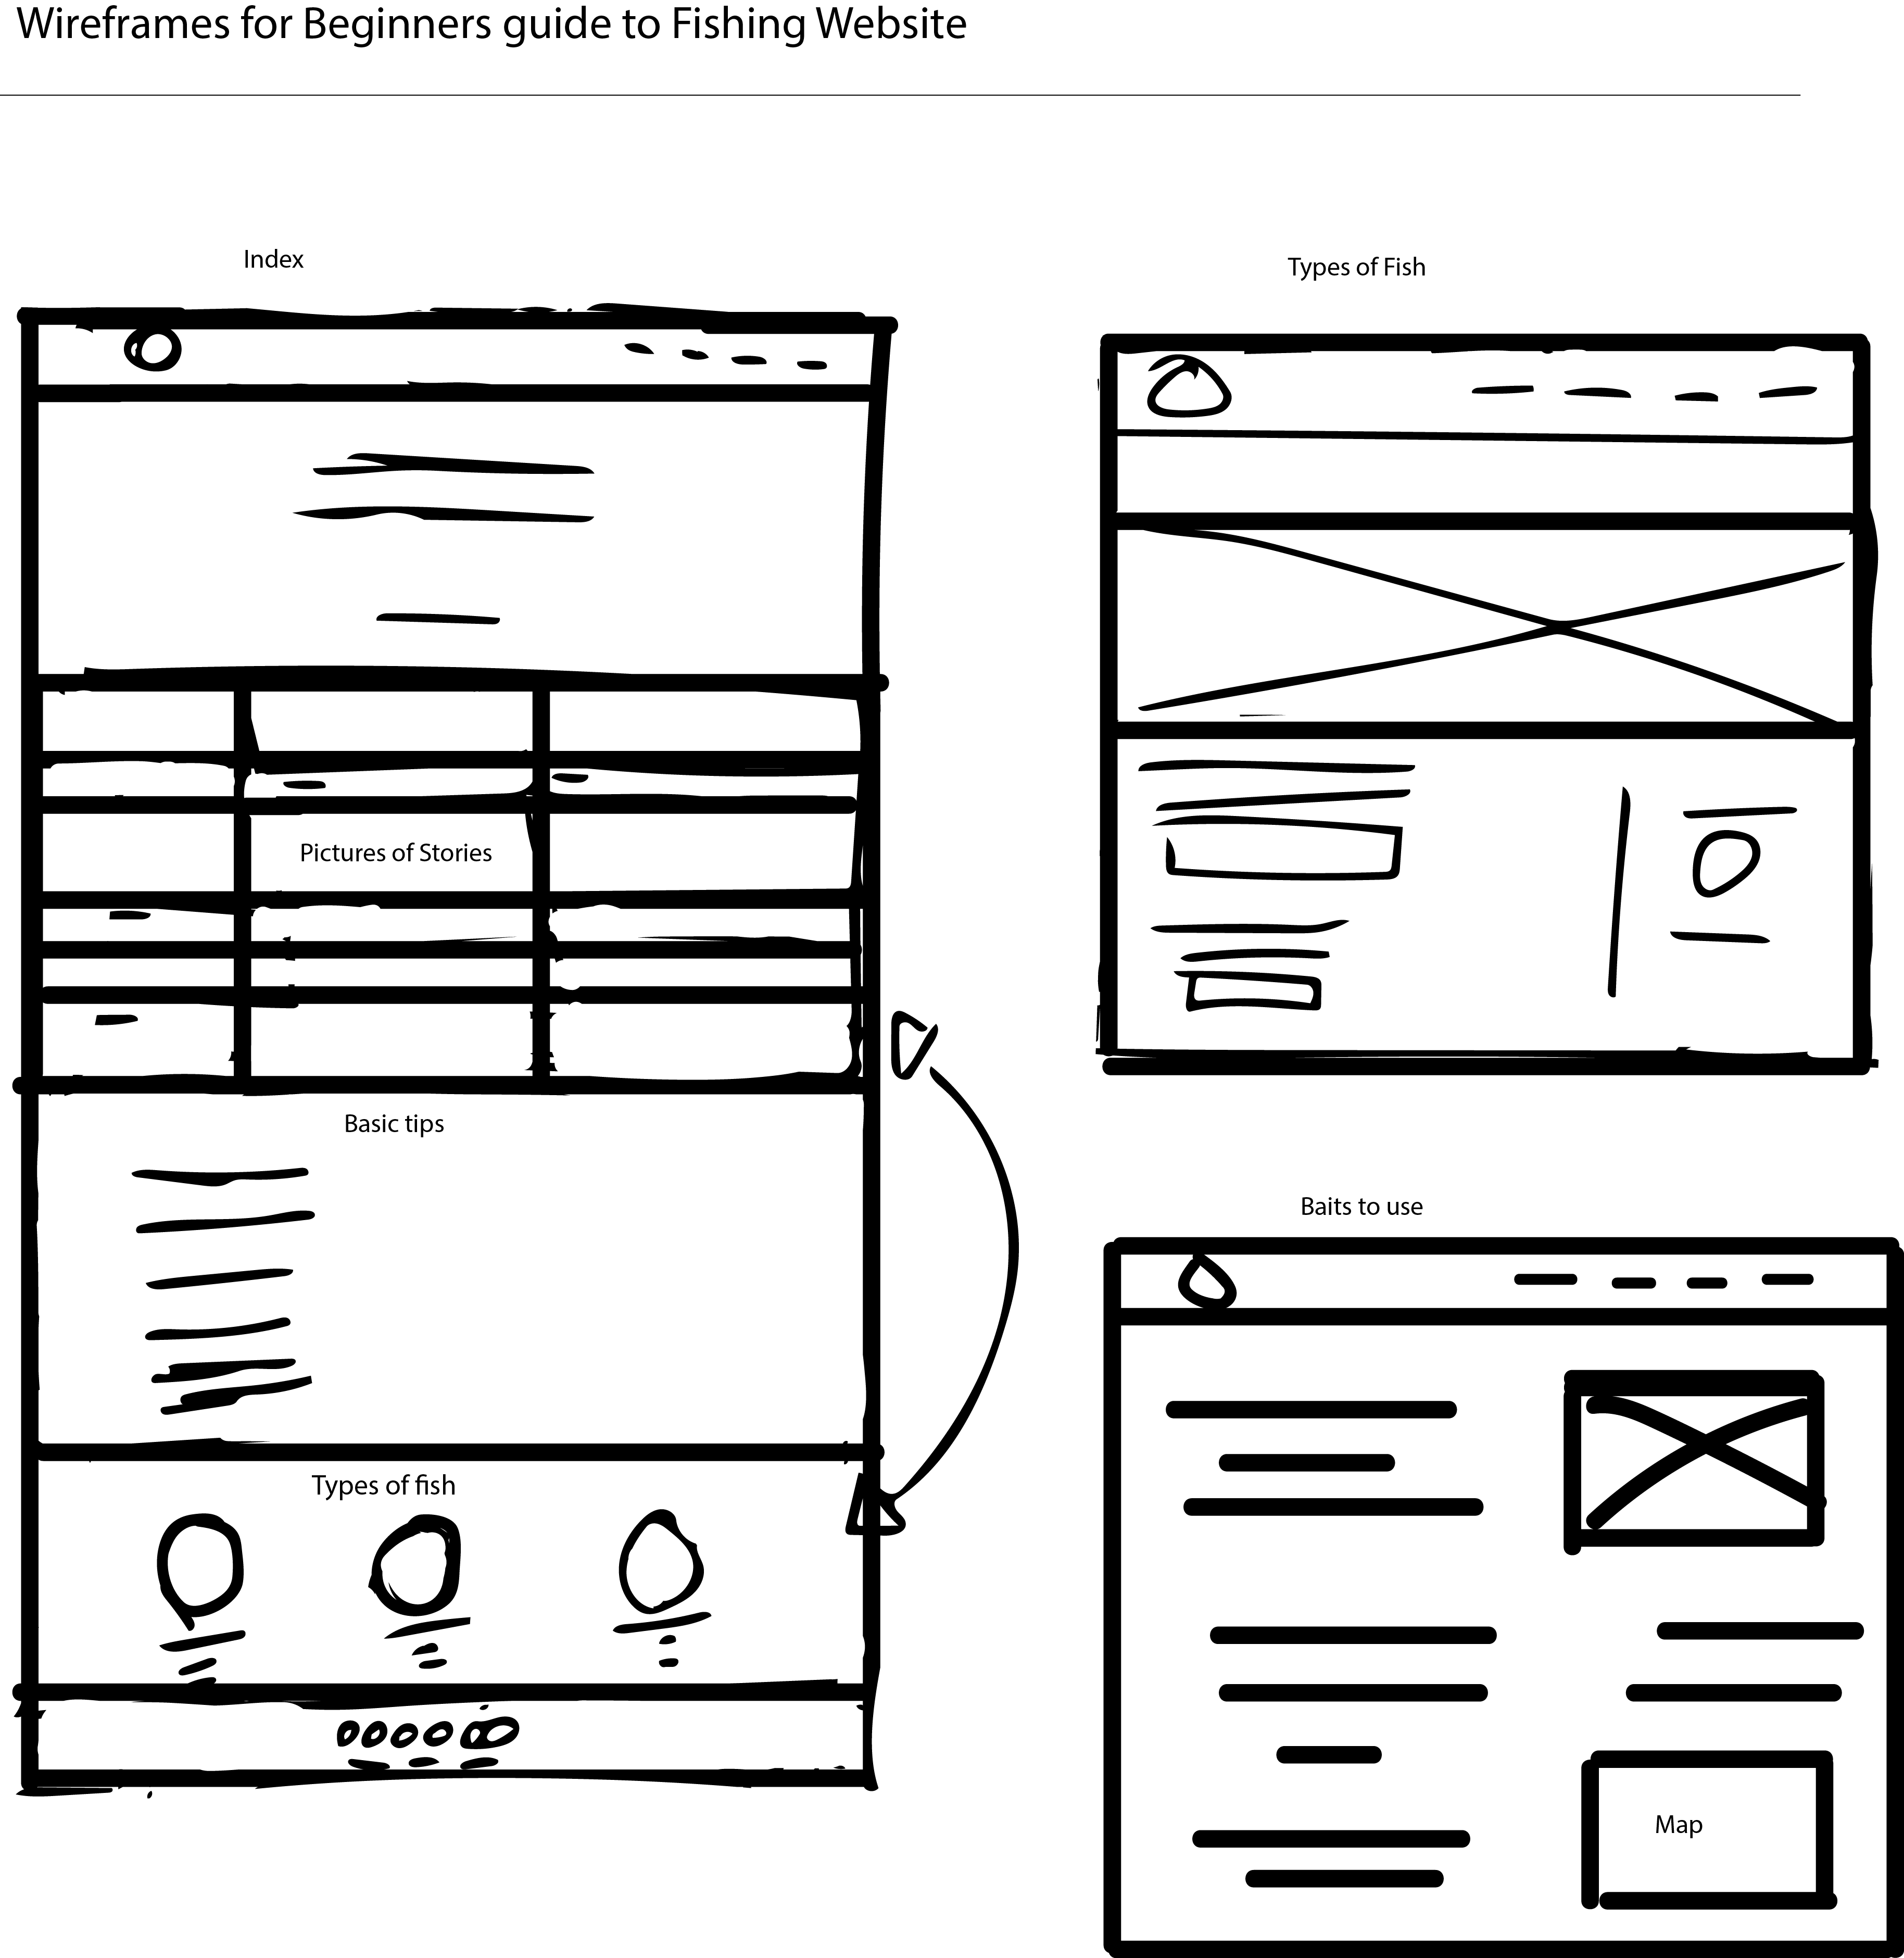 Wireframes for Beginners guide to Fishing Website
Index
Pictures of Stories
Basic tips
Types of fish
Types of Fish
Baits to use
Map